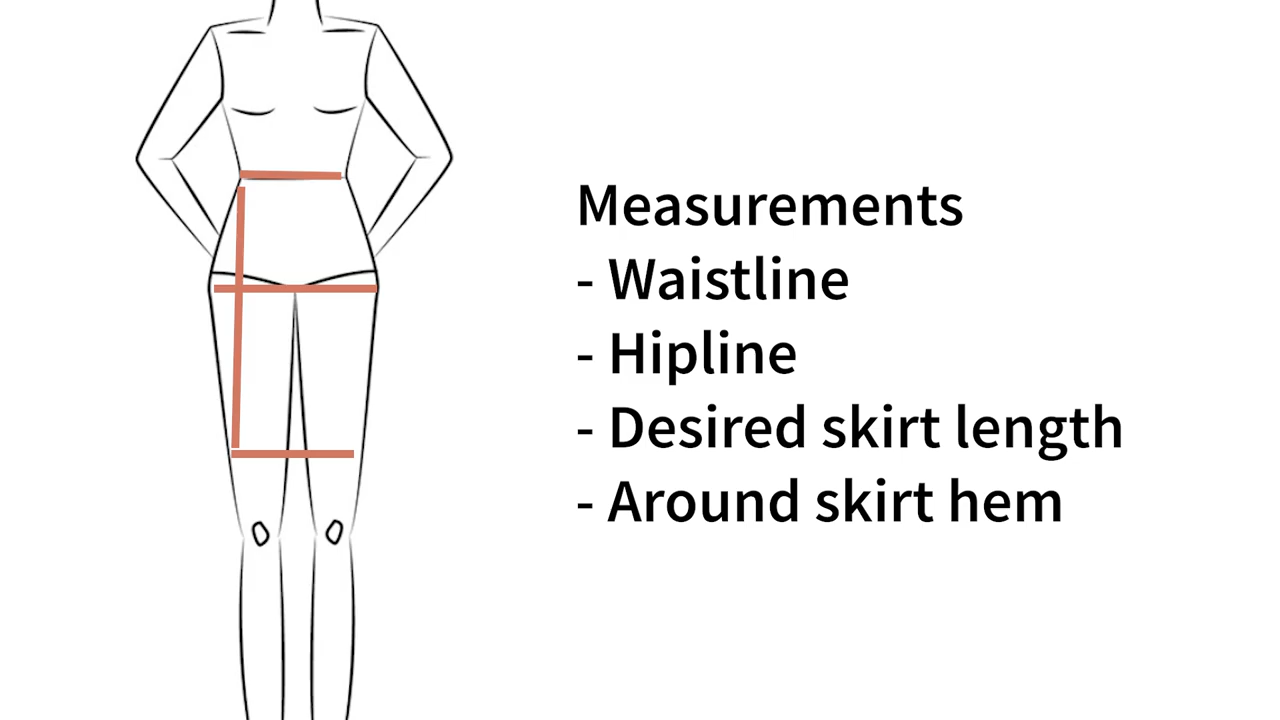 Measurements
- Waistline
- Hipline
- Desired skirt length
- Around skirt hem